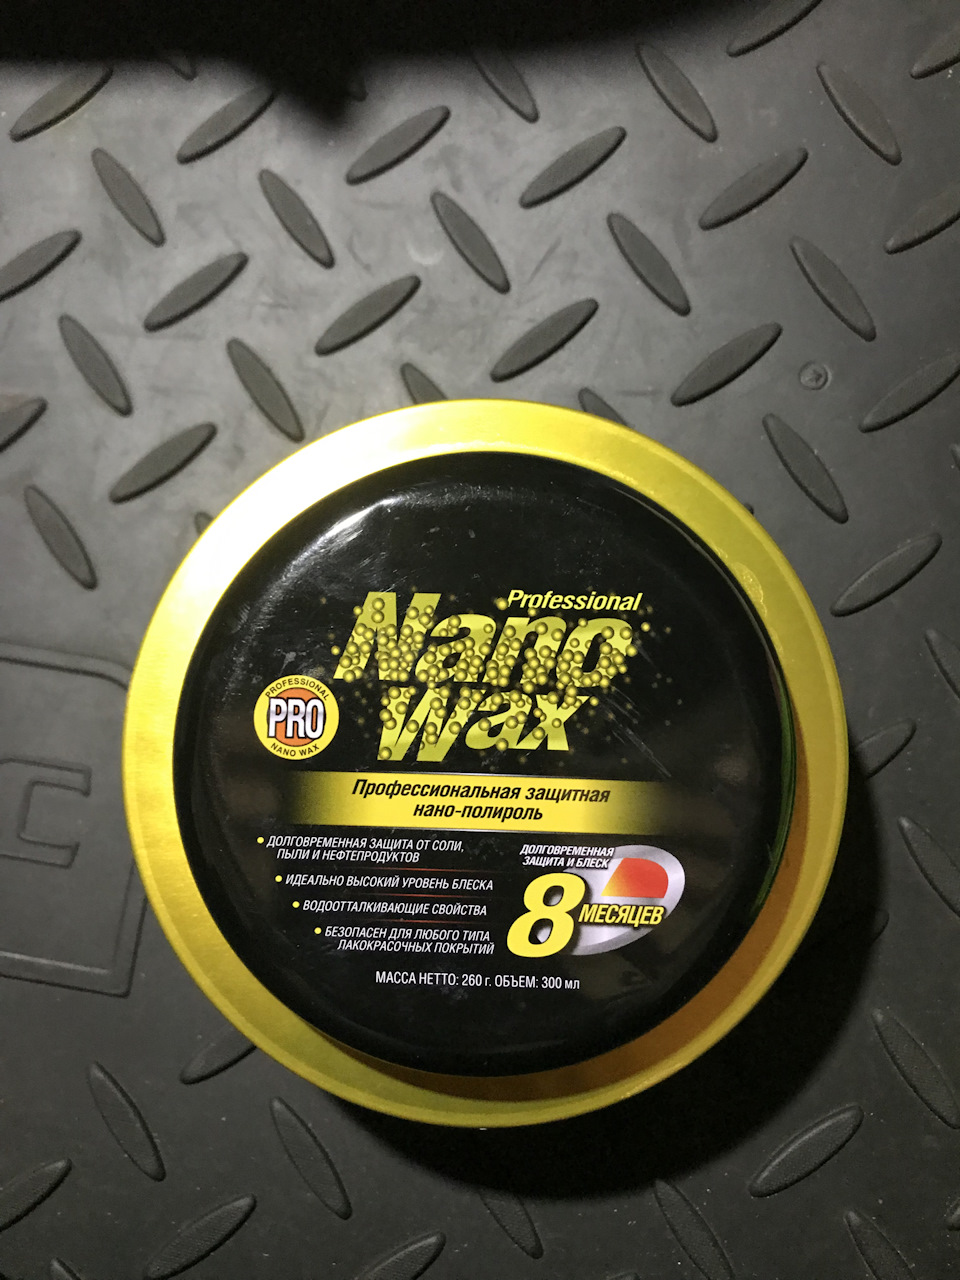 Professional
Nano
Wax
PROFESSIONAL
PRO
NANO WAX
Профессиональная защитная
нано-полироль
• ДОЛГОВРЕМЕННАЯ ЗАЩИТА ОТ СОЛИ,
ПЫЛИ И НЕФТЕПРОДУКТОВ
• ИДЕАЛЬНО ВЫСОКИЙ УРОВЕНЬ БЛЕСКА
• ВОДООТТАЛКИВАЮЩИЕ СВОЙСТВА
• БЕЗОПАСЕН ДЛЯ ЛЮБОГО ТИПА
ЛАКОКРАСОЧНЫХ ПОКРЫТИЙ
ДОЛГОВРЕМЕННАЯ
ЗАЩИТА И БЛЕСК
8 МЕСЯЦЕВ
МАССА НЕТТО: 260 г. ОБЪЕМ: 300 мл